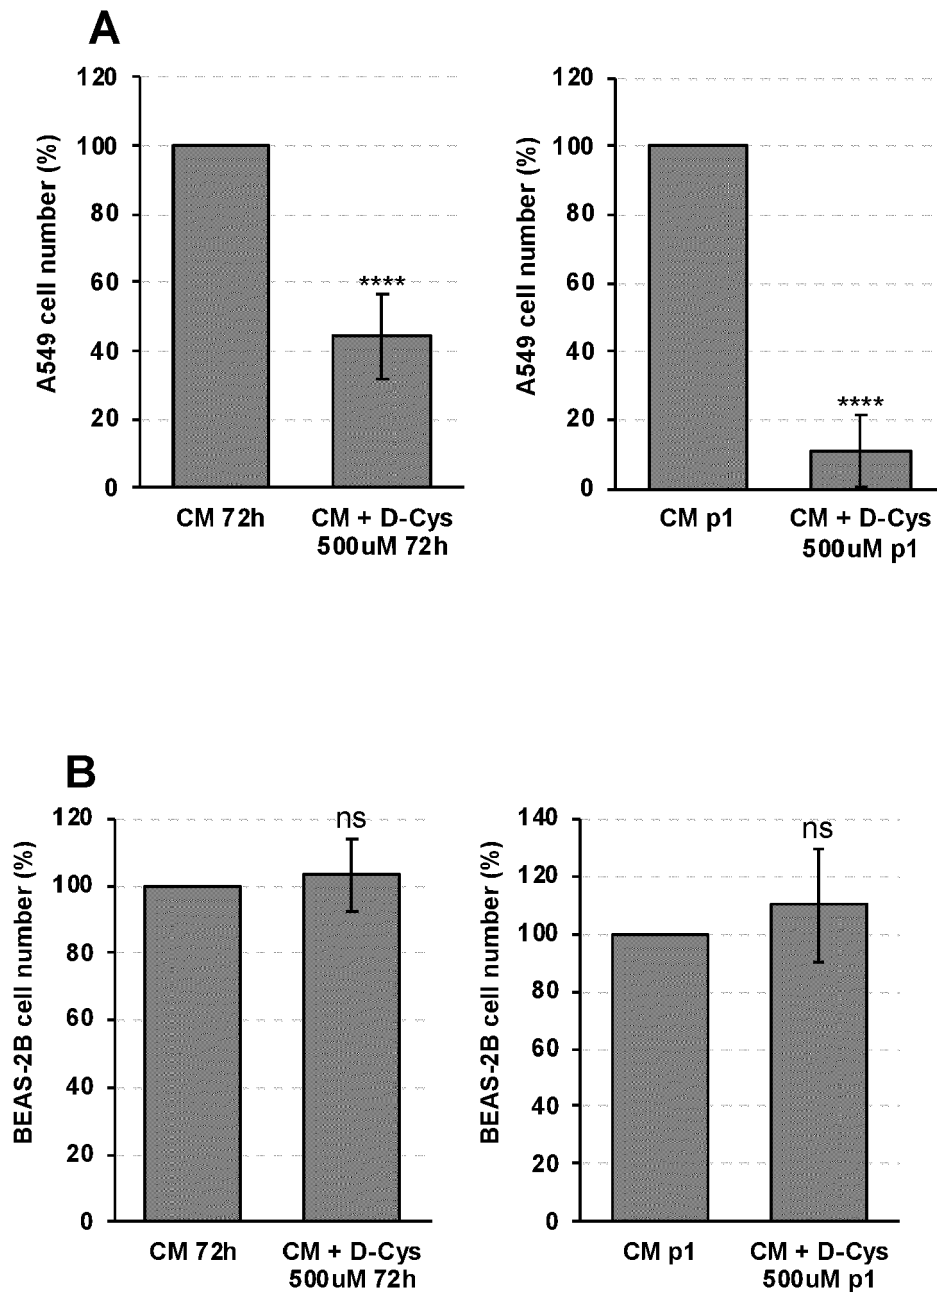 A
A549 cell number (%)
120
100
80
60
40
20
0
****
CM 72h
CM + D-Cys
500uM 72h
A549 cell number (%)
120
100
80
60
40
20
0
****
CM p1
CM + D-Cys
500uM p1
B
BEAS-2B cell number (%)
120
100
80
60
40
20
0
ns
CM 72h
CM + D-Cys
500uM 72h
BEAS-2B cell number (%)
140
120
100
80
60
40
20
0
ns
CM p1
CM + D-Cys
500uM p1